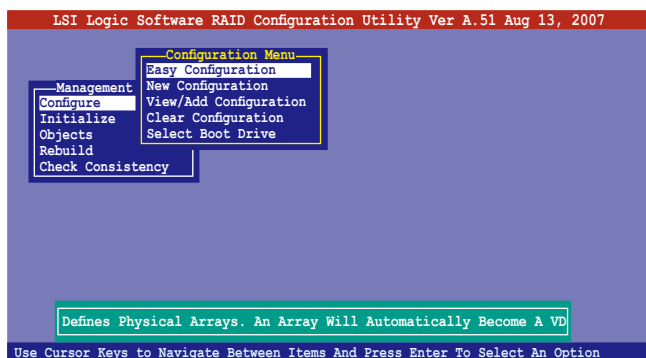 LSI Logic Software RAID Configuration Utility Ver A.51 Aug 13, 2007
Configuration Menu
Easy Configuration
New Configuration
View/Add Configuration
Clear Configuration
Select Boot Drive
Management
Configure
Initialize
Objects
Rebuild
Check Consistency
Defines Physical Arrays. An Array Will Automatically Become A VD
Use Cursor Keys to Navigate Between Items And Press Enter To Select An Option